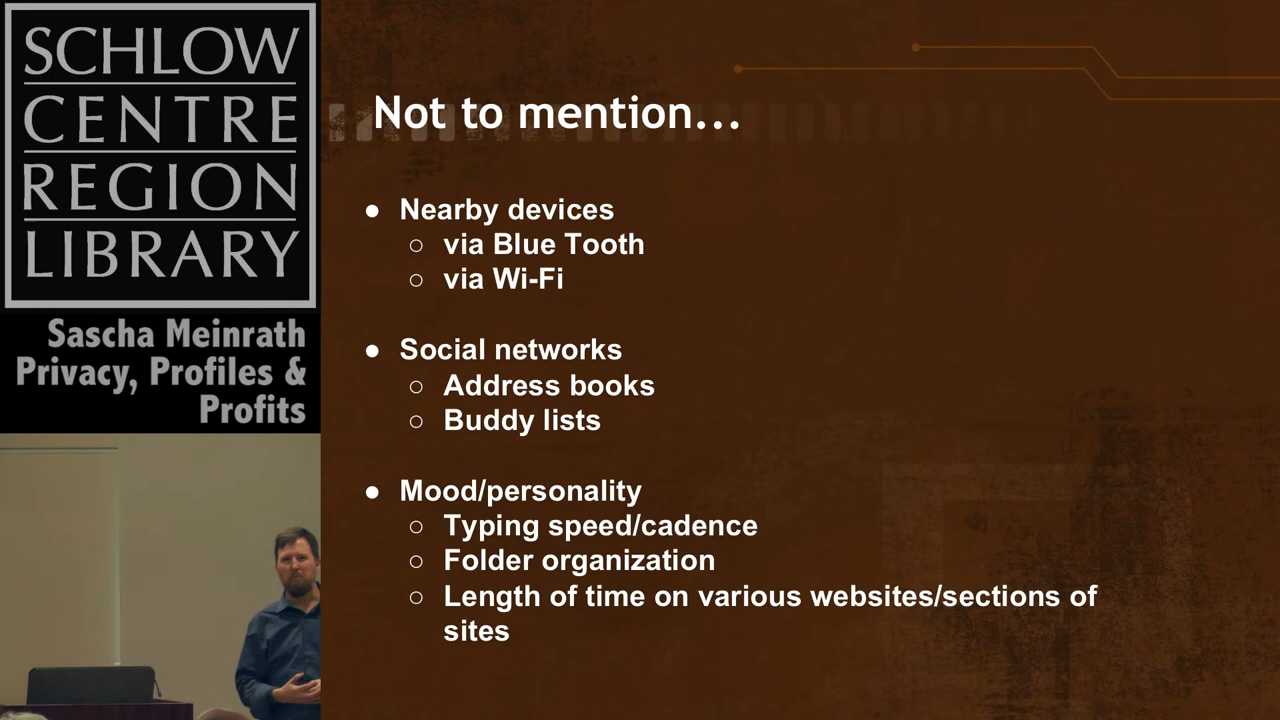 SCHLOW
CENTRE
REGION
LIBRARY
Sascha Meinrath
Privacy, Profiles &
Profits
Not to mention...
● Nearby devices
○ via Blue Tooth
○ via Wi-Fi
● Social networks
○ Address books
○ Buddy lists
● Mood/personality
○ Typing speed/cadence
○ Folder organization
○ Length of time on various websites/sections of
sites